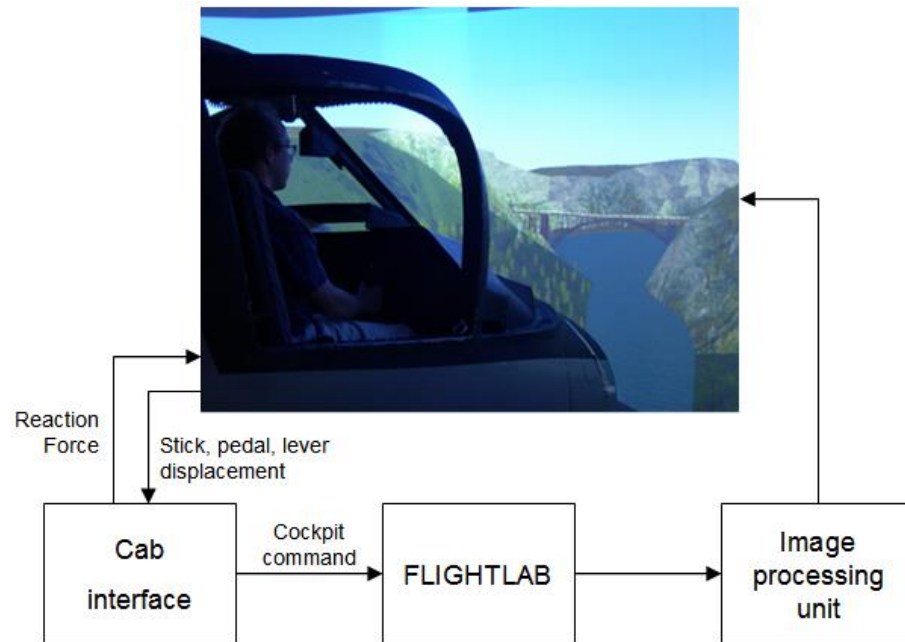 Reaction
Force
Stick, pedal, lever
displacement
Cab
interface
Cockpit
command
FLIGHTLAB
Image
processing
unit